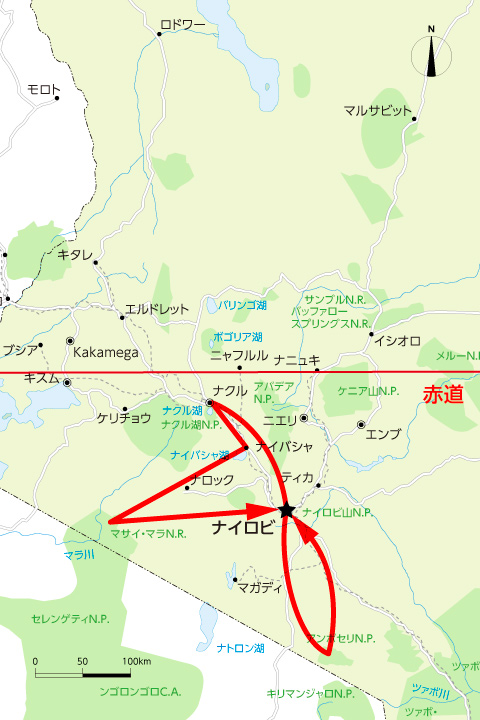 ロドワー
N
モロト
マルサビット
キタレ
バリンゴ湖
サンブルN.R.
バッファロー
スプリングスN.R.
エルドレット
ボゴリア湖
イシオロ
ブシア
Kakamega
ニャフルル
ナニュキ
メルーN.P.
キスム
赤道
ナクル
アバデア
N.P.
ケニア山N.P.
ケリチョウ
ナクル湖
ナクル湖N.P.
ニエリ
エンブ
ナイバシャ
ナイバシャ湖
ナロック
ティカ
ナイロビ山N.P.
ナイロビ
マサイ・マラN.R.
マラ川
マガディ
セレンゲティN.P.
ナトロン湖
アンボセリN.P.
0 50 100km
ンゴロンゴロC.A.
キリマンジャロN.P.
ツァボ川
ツァボ・